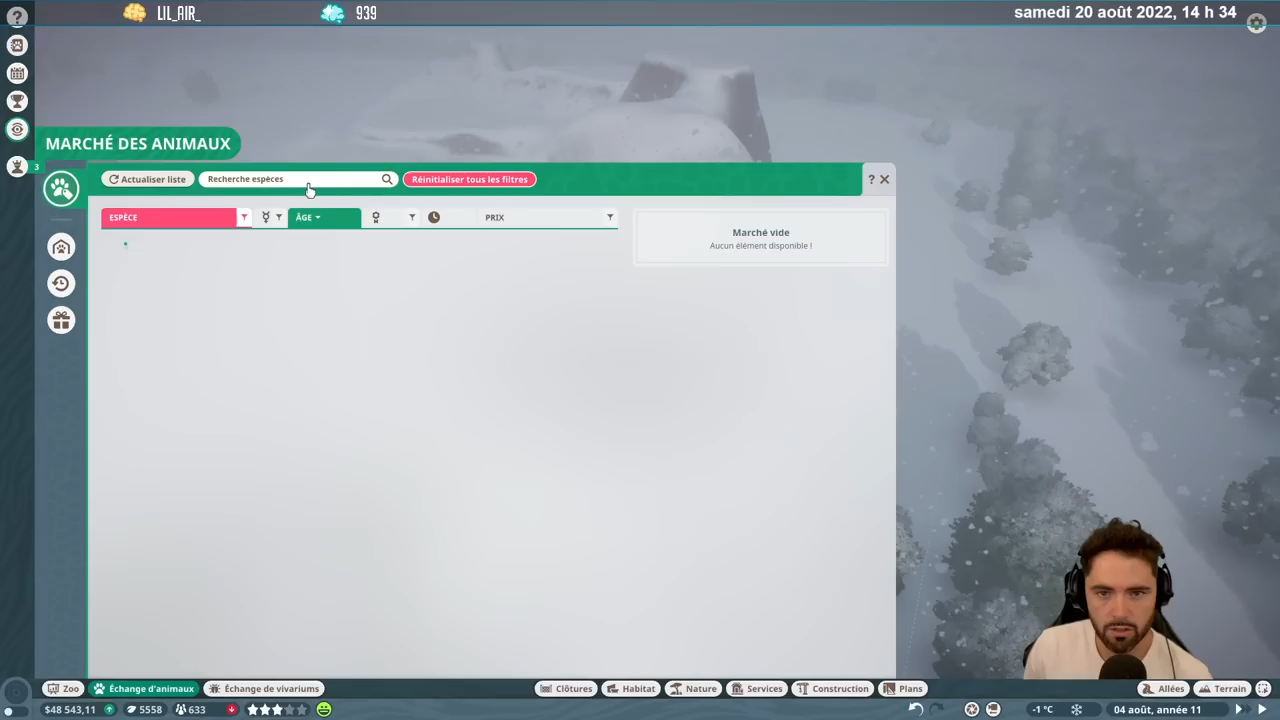 LIL_AIR_
939
samedi 20 août 2022, 14 h 34
?
3
MARCHÉ DES ANIMAUX
Actualiser liste
Recherche espèces
Réinitialiser tous les filtres
?
ESPÈCE
ÂGE
PRIX
Marché vide
Aucun élément disponible !
Zoo
Échange d'animaux
Échange de vivariums
Clôtures
Habitat
Nature
Services
Construction
Plans
Allées
Terrain
$48 543,11
5558
633
-1 °C
04 août, année 11